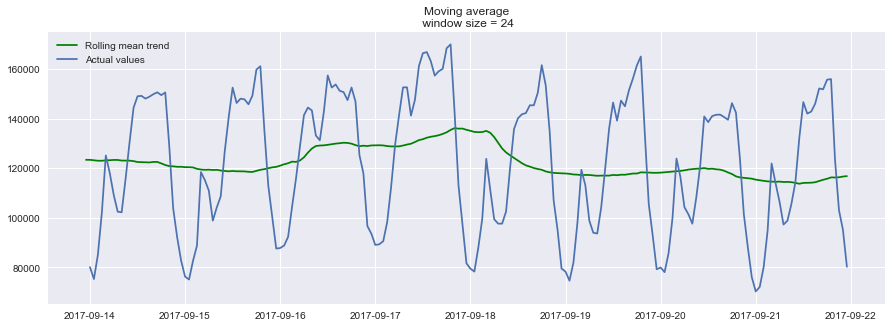 Moving average
window size = 24
Rolling mean trend
Actual values
160000
140000
120000
100000
80000
2017-09-14 2017-09-15 2017-09-16 2017-09-17 2017-09-18 2017-09-19 2017-09-20 2017-09-21 2017-09-22